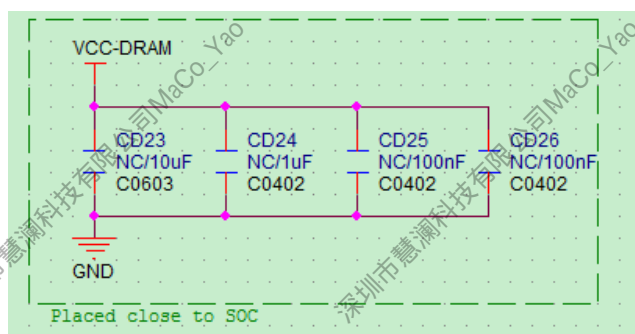 VCC-DRAM
CD23
NC/10uF
C0603
CD24
NC/1uF
C0402
CD25
NC/100nF
C0402
CD26
NC/100nF
C0402
GND
Placed close to SOC
市慧澜科技有限公司MaCo_Yao
深圳市慧澜科技有限公司MaCo_Yao